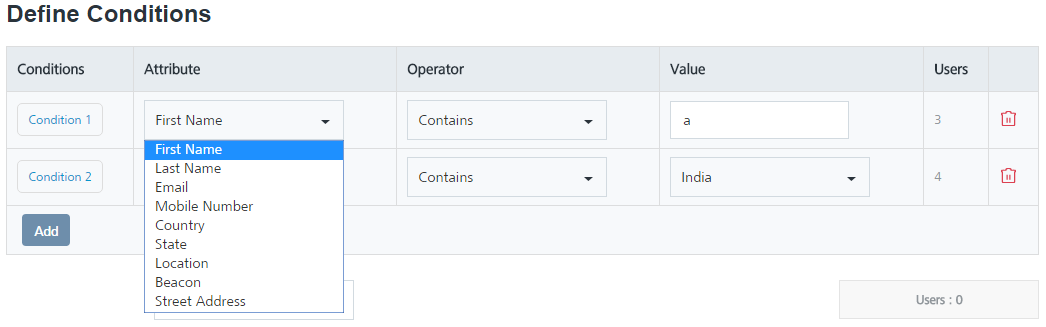 Define Conditions
Conditions Attribute Operator Value Users
Condition 1 First Name Contains a 3
First Name
Last Name
Condition 2 Contains India 4
Email
Mobile Number
Country
Add
State
Location
Beacon
Street Address
Users : 0